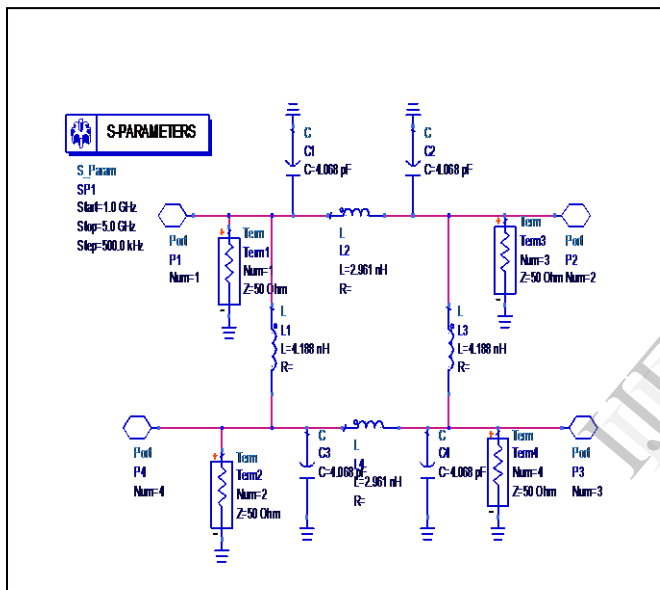 S-PARAMETERS
S_Param
SP1
Start=1.0 GHz
Stop=5.0 GHz
Step=500.0 kHz
C
C1
C=4.068 pF
C
C2
C=4.068 pF
Port
P1
Num=1
Term
Term1
Num=1
Z=50 Ohm
L
L2
L=2.961 nH
R=
Term
Term3
Num=3
Z=50 Ohm
Port
P2
Num=2
L
L1
L=4.188 nH
R=
L
L3
L=4.188 nH
R=
Port
P4
Num=4
Term
Term2
Num=2
Z=50 Ohm
C
C3
C=4.068 pF
L
L4
L=2.961 nH
R=
C
C4
C=4.068 pF
Term
Term4
Num=4
Z=50 Ohm
Port
P3
Num=3